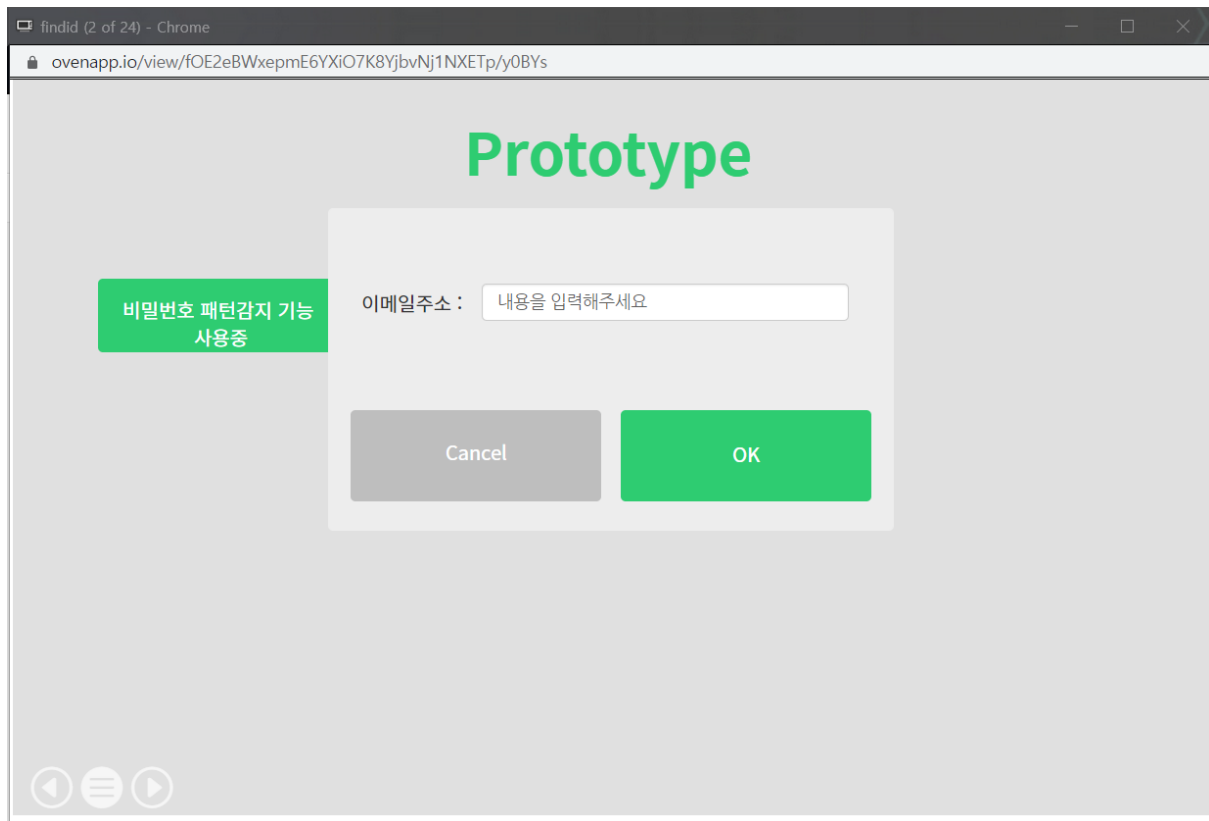 findid (2 of 24) - Chrome
ovenapp.io/view/fOE2eBWxepmE6YXiO7K8YjbvNj1NXETp/y0BYs
Prototype
비밀번호 패턴감지 기능
사용중
이메일주소 :
내용을 입력해주세요
Cancel
OK